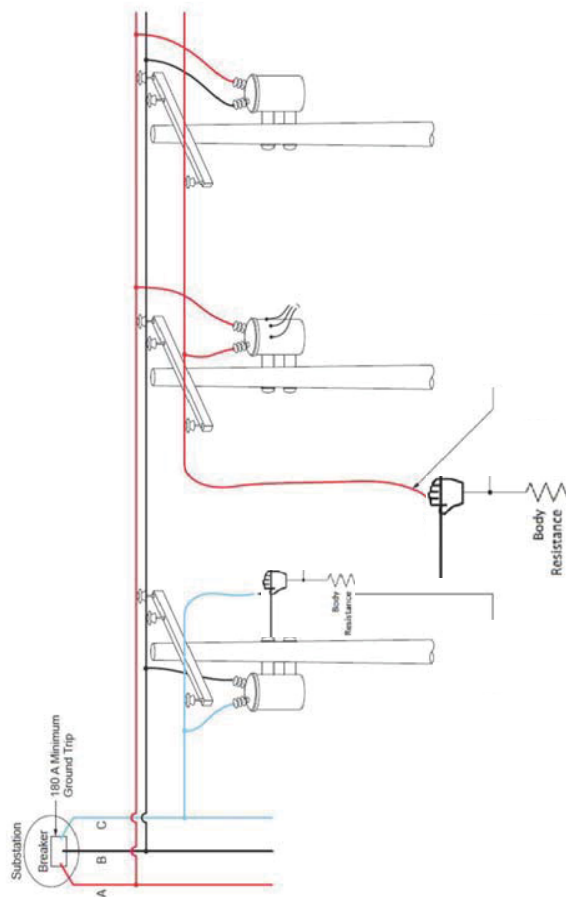 Substation
Breaker
180 A Minimum
Ground Trip
A
B
C
Body
Resistance
Body
Resistance